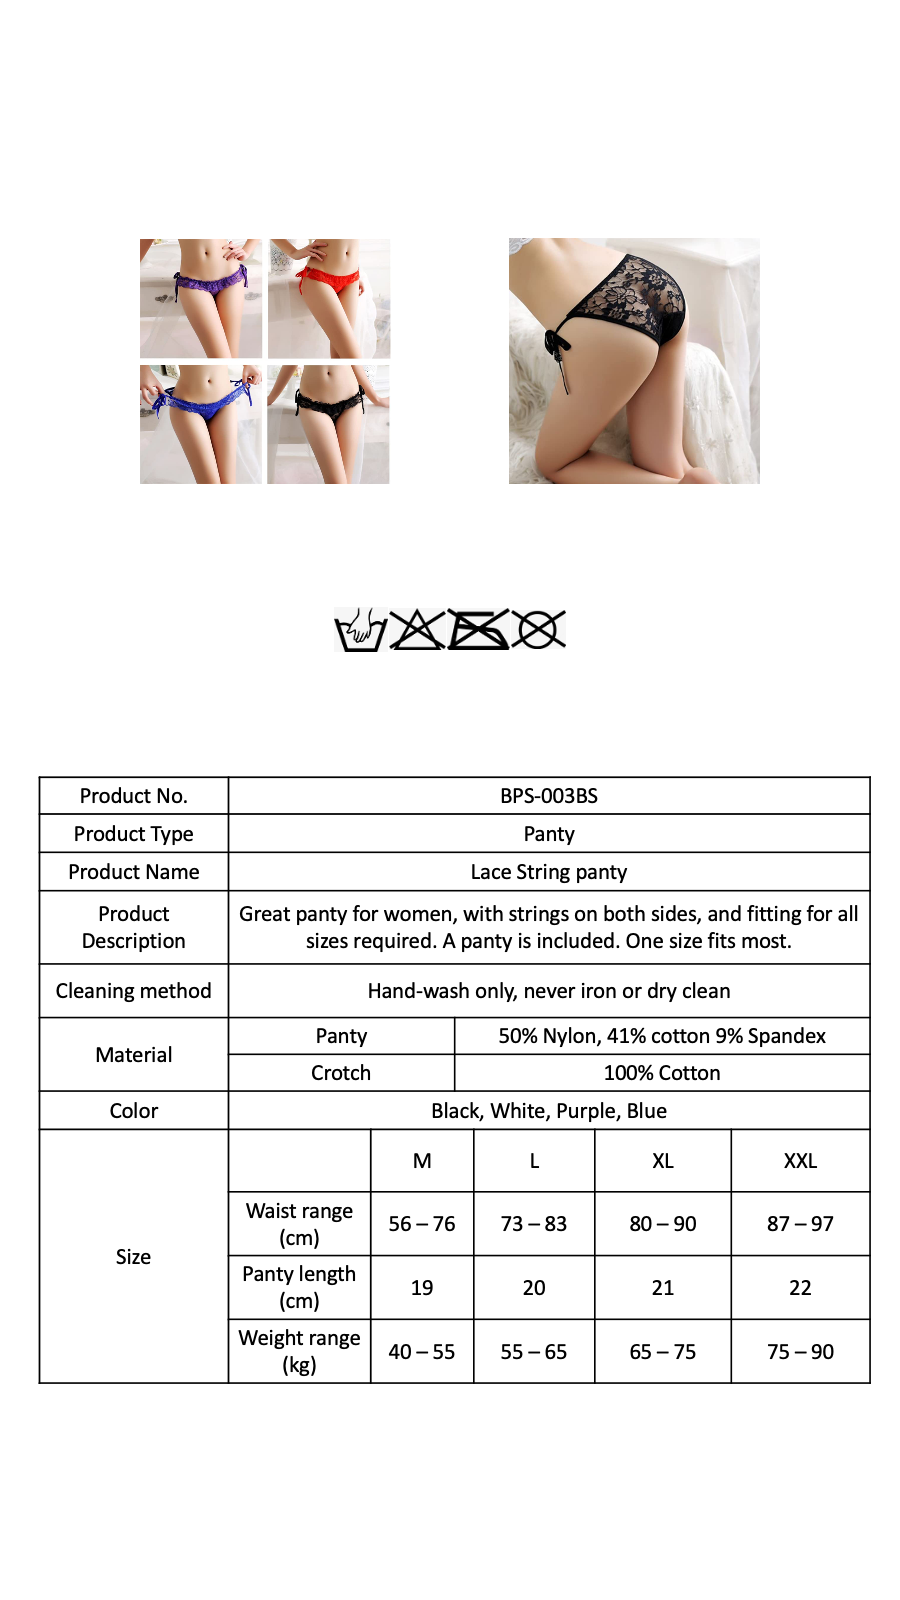 Product No.
BPS-003BS
Product Type
Panty
Product Name
Lace String panty
Product
Description
Great panty for women, with strings on both sides, and fitting for all
sizes required. A panty is included. One size fits most.
Cleaning method
Hand-wash only, never iron or dry clean
Material
Panty
50% Nylon, 41% cotton 9% Spandex
Crotch
100% Cotton
Color
Black, White, Purple, Blue
Size
M
L
XL
XXL
Waist range
(cm)
56 – 76
73 – 83
80 – 90
87 – 97
Panty length
(cm)
19
20
21
22
Weight range
(kg)
40 – 55
55 – 65
65 – 75
75 – 90